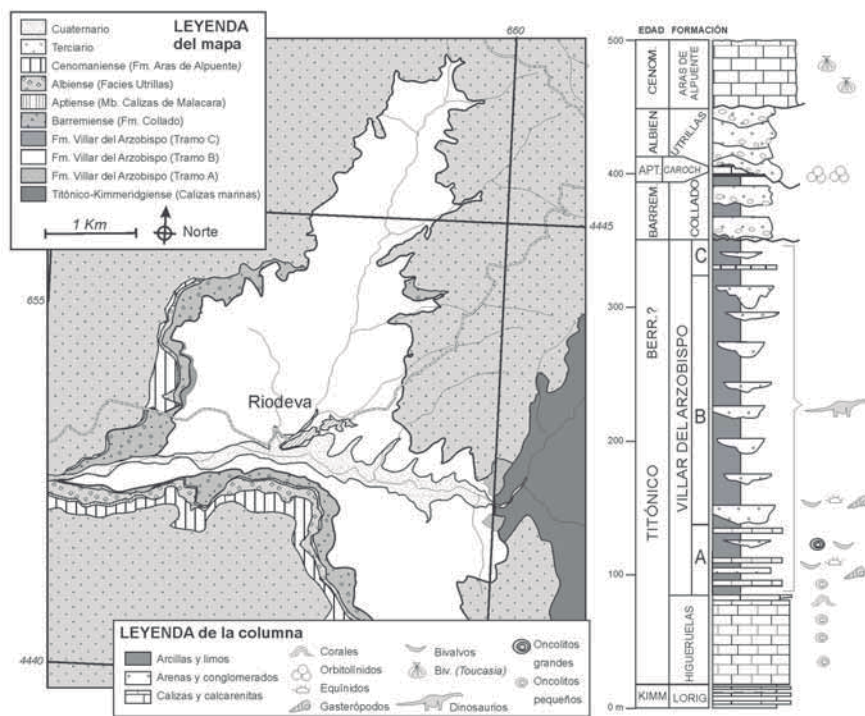 LEYENDA
del mapa
Cuaternario
Terciario
Cenomaniense (Fm. Aras de Alpuente)
Albiense (Facies Utrillas)
Aptiense (Mb. Calizas de Malacara)
Barremiense (Fm. Collado)
Fm. Villar del Arzobispo (Tramo C)
Fm. Villar del Arzobispo (Tramo B)
Fm. Villar del Arzobispo (Tramo A)
Titónico-Kimmeridgiense (Calizas marinas)
1 Km
Norte
660
4445
655
Riodeva
4440
LEYENDA de la columna
Arcillas y limos
Arenas y conglomerados
Calizas y calcarenitas
Corales
Orbitolínidos
Equínidos
Gasterópodos
Bivalvos
Biv. (Toucasia)
Dinosaurios
Oncolitos
grandes
Oncolitos
pequeños
EDAD FORMACIÓN
500
400
300
200
100
0 m
CENOM.
ALBIEN
APT.
BARREM.
BERR.?
TITÓNICO
KIMM.
ARAS DE
ALPUENTE
UTRILLAS
CAROCH
COLLADO
VILLAR DEL ARZOBISPO
HIGUERUELAS
LORIG
C
B
A